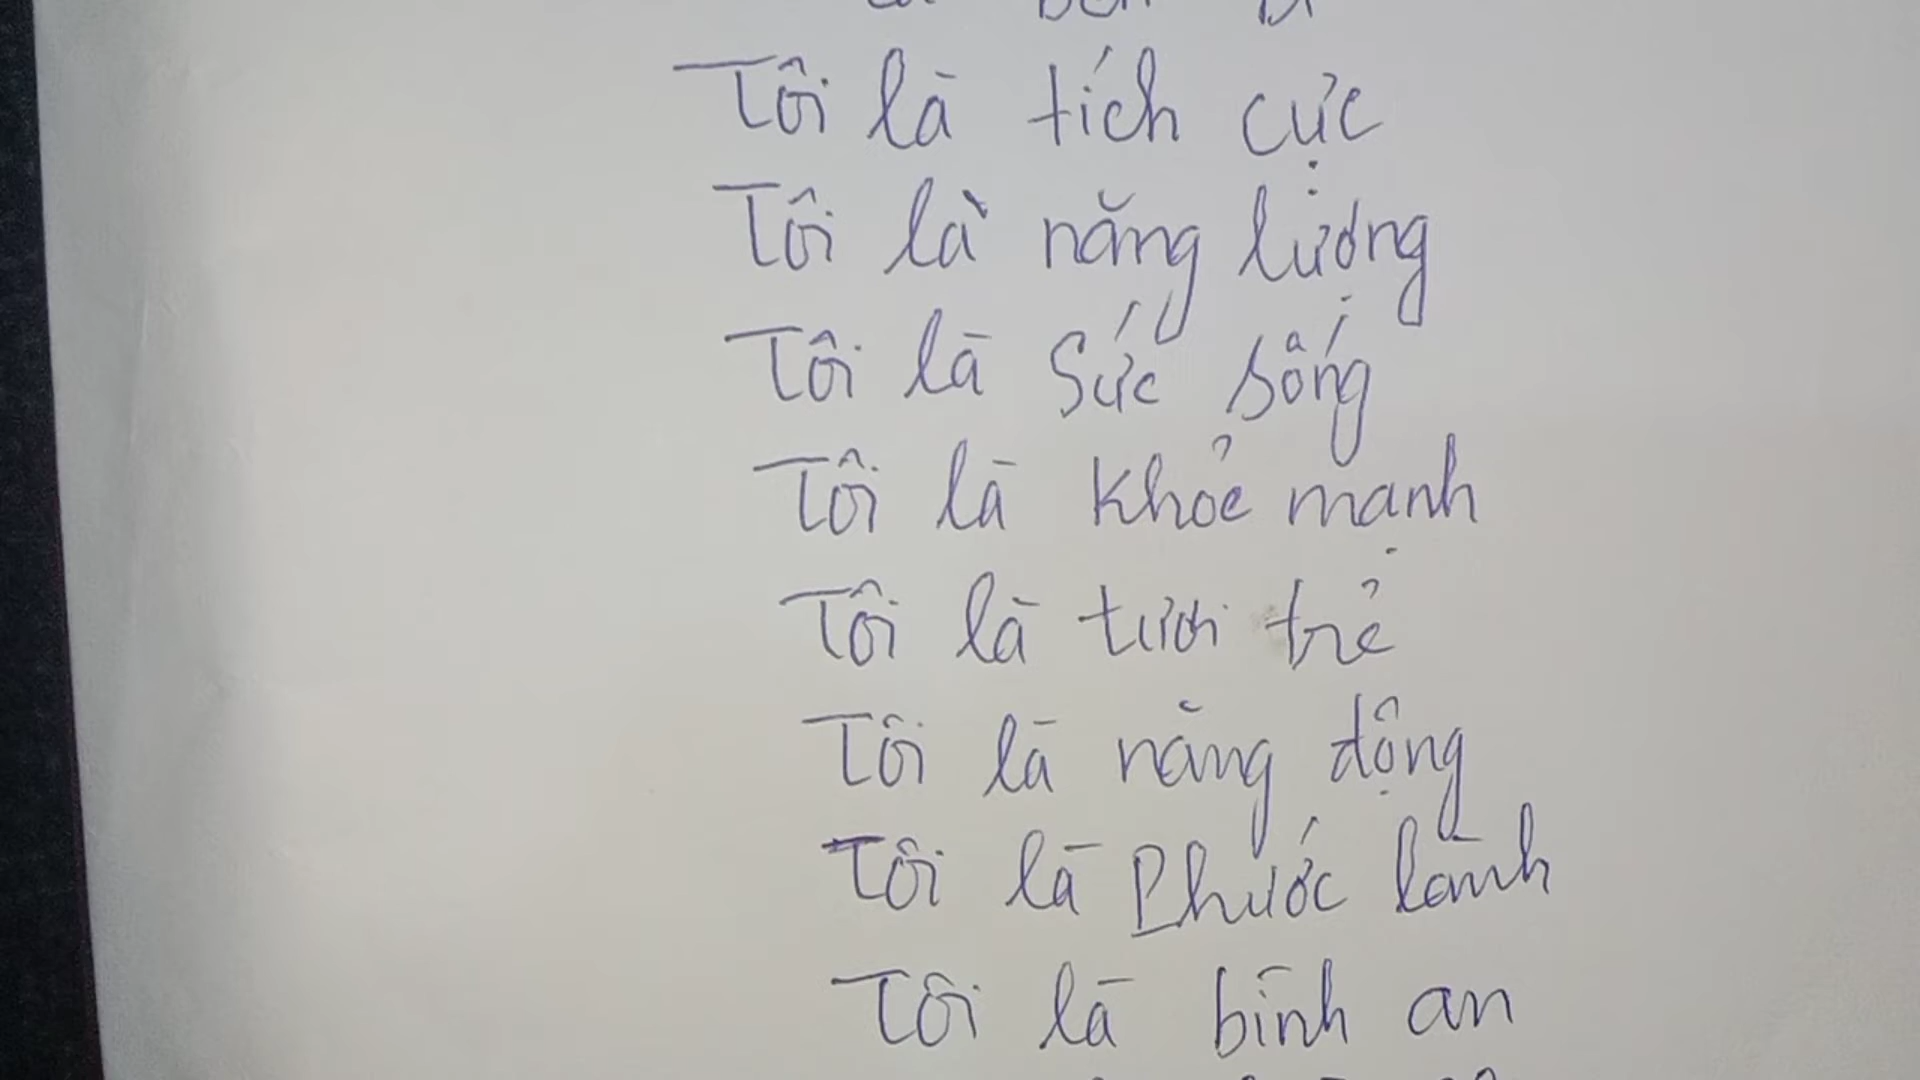 Tôi là tích cực
Tôi là năng lượng
Tôi là Sức sống
Tôi là khỏe mạnh
Tôi là tươi trẻ
Tôi là năng động
Tôi là Phước lành
Tôi là bình an